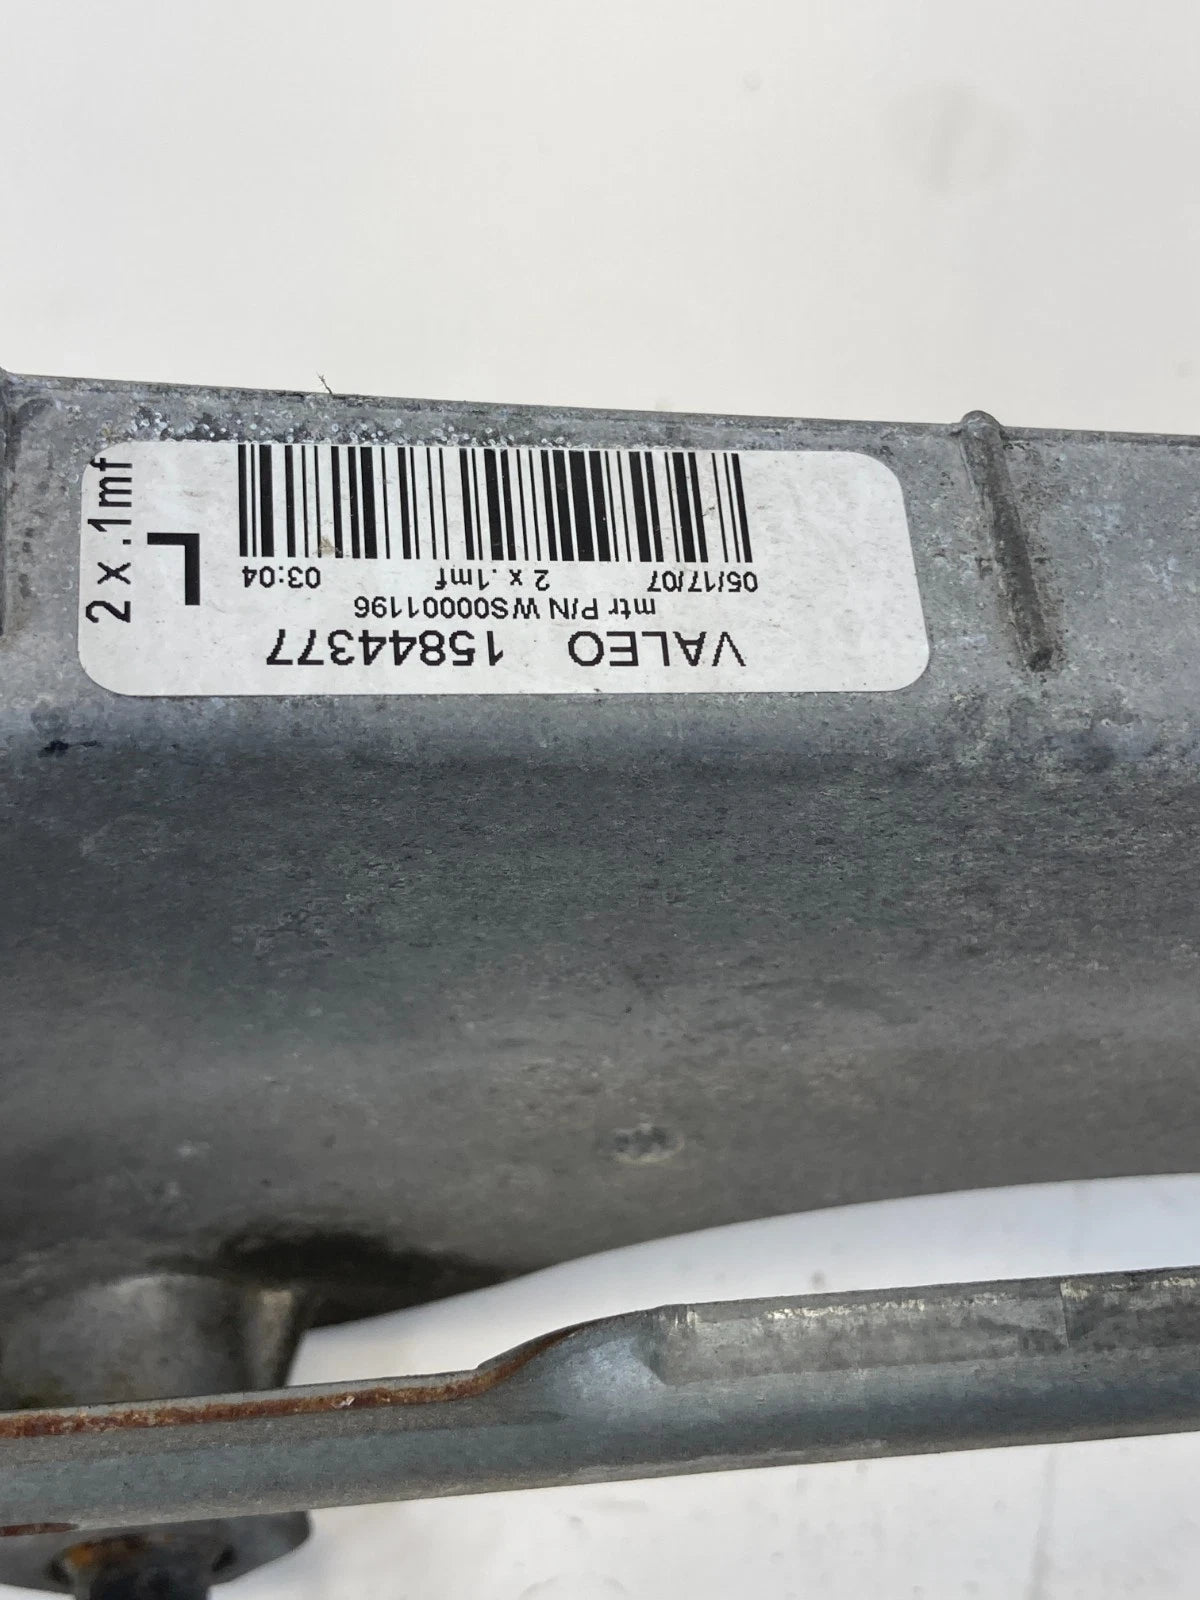 VALEO 15844377
mtr P/N WS00001196
05/17/07 2 x .1mf 03:04
L
2 x .1mf